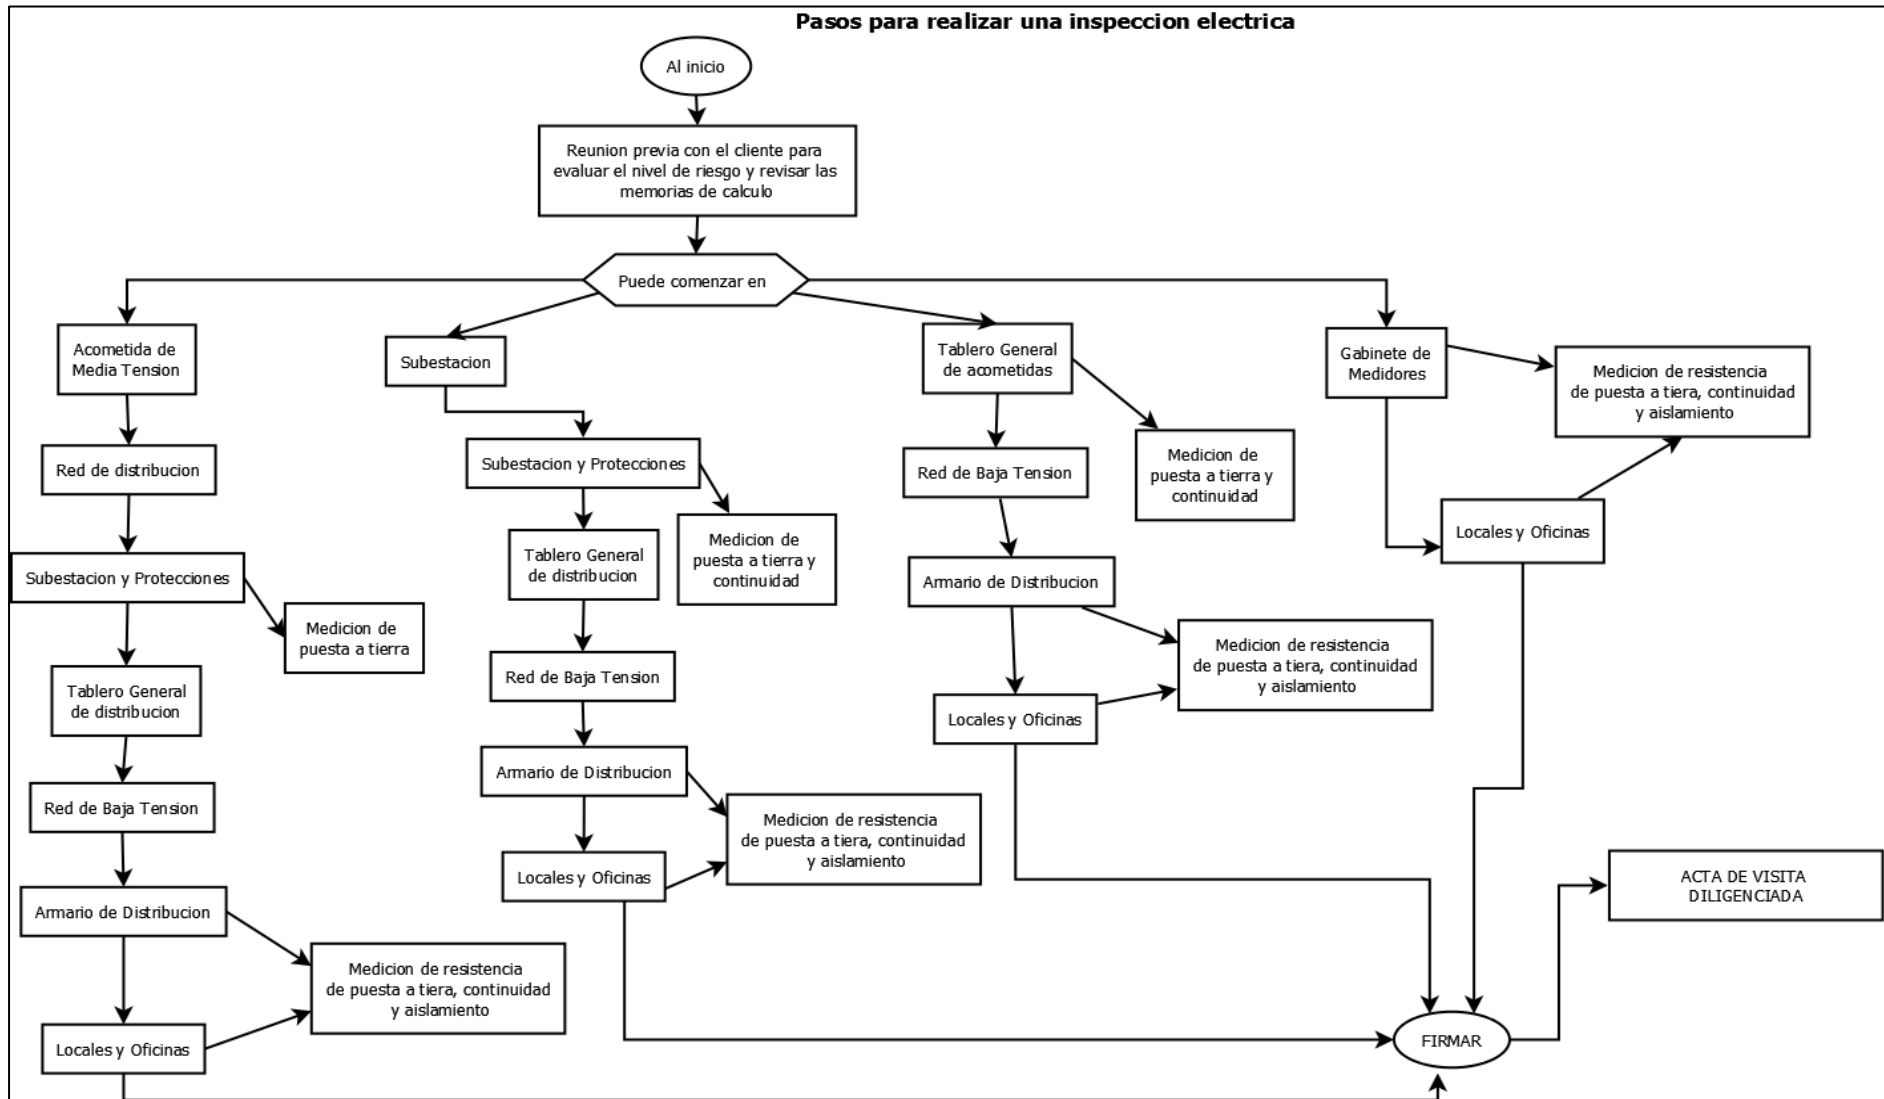 Pasos para realizar una inspeccion electrica
Al inicio
Reunion previa con el cliente para
evaluar el nivel de riesgo y revisar las
memorias de calculo
Puede comenzar en
Acometida de
Media Tension
Red de distribucion
Subestacion y Protecciones
Medicion de
puesta a tierra
Tablero General
de distribucion
Red de Baja Tension
Armario de Distribucion
Medicion de resistencia
de puesta a tiera, continuidad
y aislamiento
Locales y Oficinas
Subestacion
Subestacion y Protecciones
Medicion de
puesta a tierra y
continuidad
Tablero General
de distribucion
Red de Baja Tension
Armario de Distribucion
Medicion de resistencia
de puesta a tiera, continuidad
y aislamiento
Locales y Oficinas
Tablero General
de acometidas
Medicion de
puesta a tierra y
continuidad
Red de Baja Tension
Armario de Distribucion
Medicion de resistencia
de puesta a tiera, continuidad
y aislamiento
Locales y Oficinas
Gabinete de
Medidores
Medicion de resistencia
de puesta a tiera, continuidad
y aislamiento
Locales y Oficinas
FIRMAR
ACTA DE VISITA
DILIGENCIADA